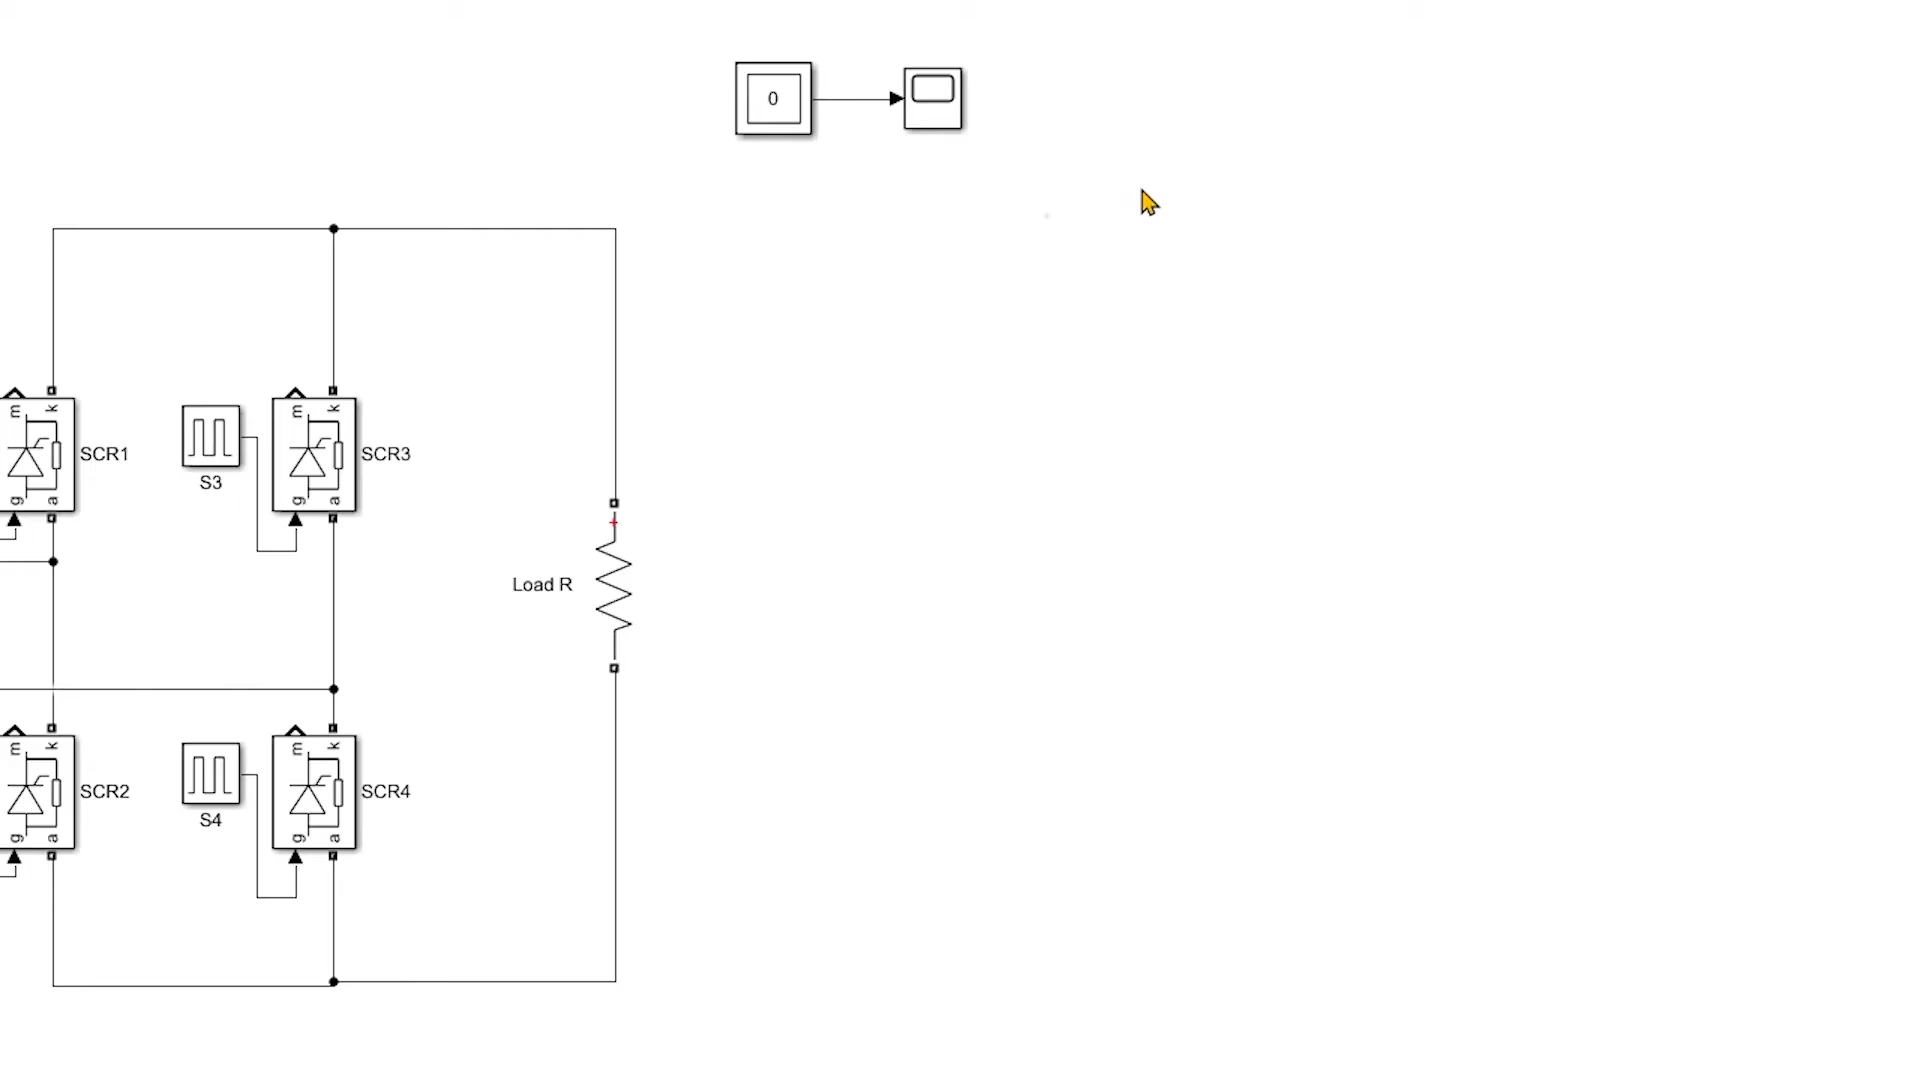 0
m k
SCR1
g a
S3
m k
SCR3
g a
+
Load R
m k
SCR2
g a
S4
m k
SCR4
g a